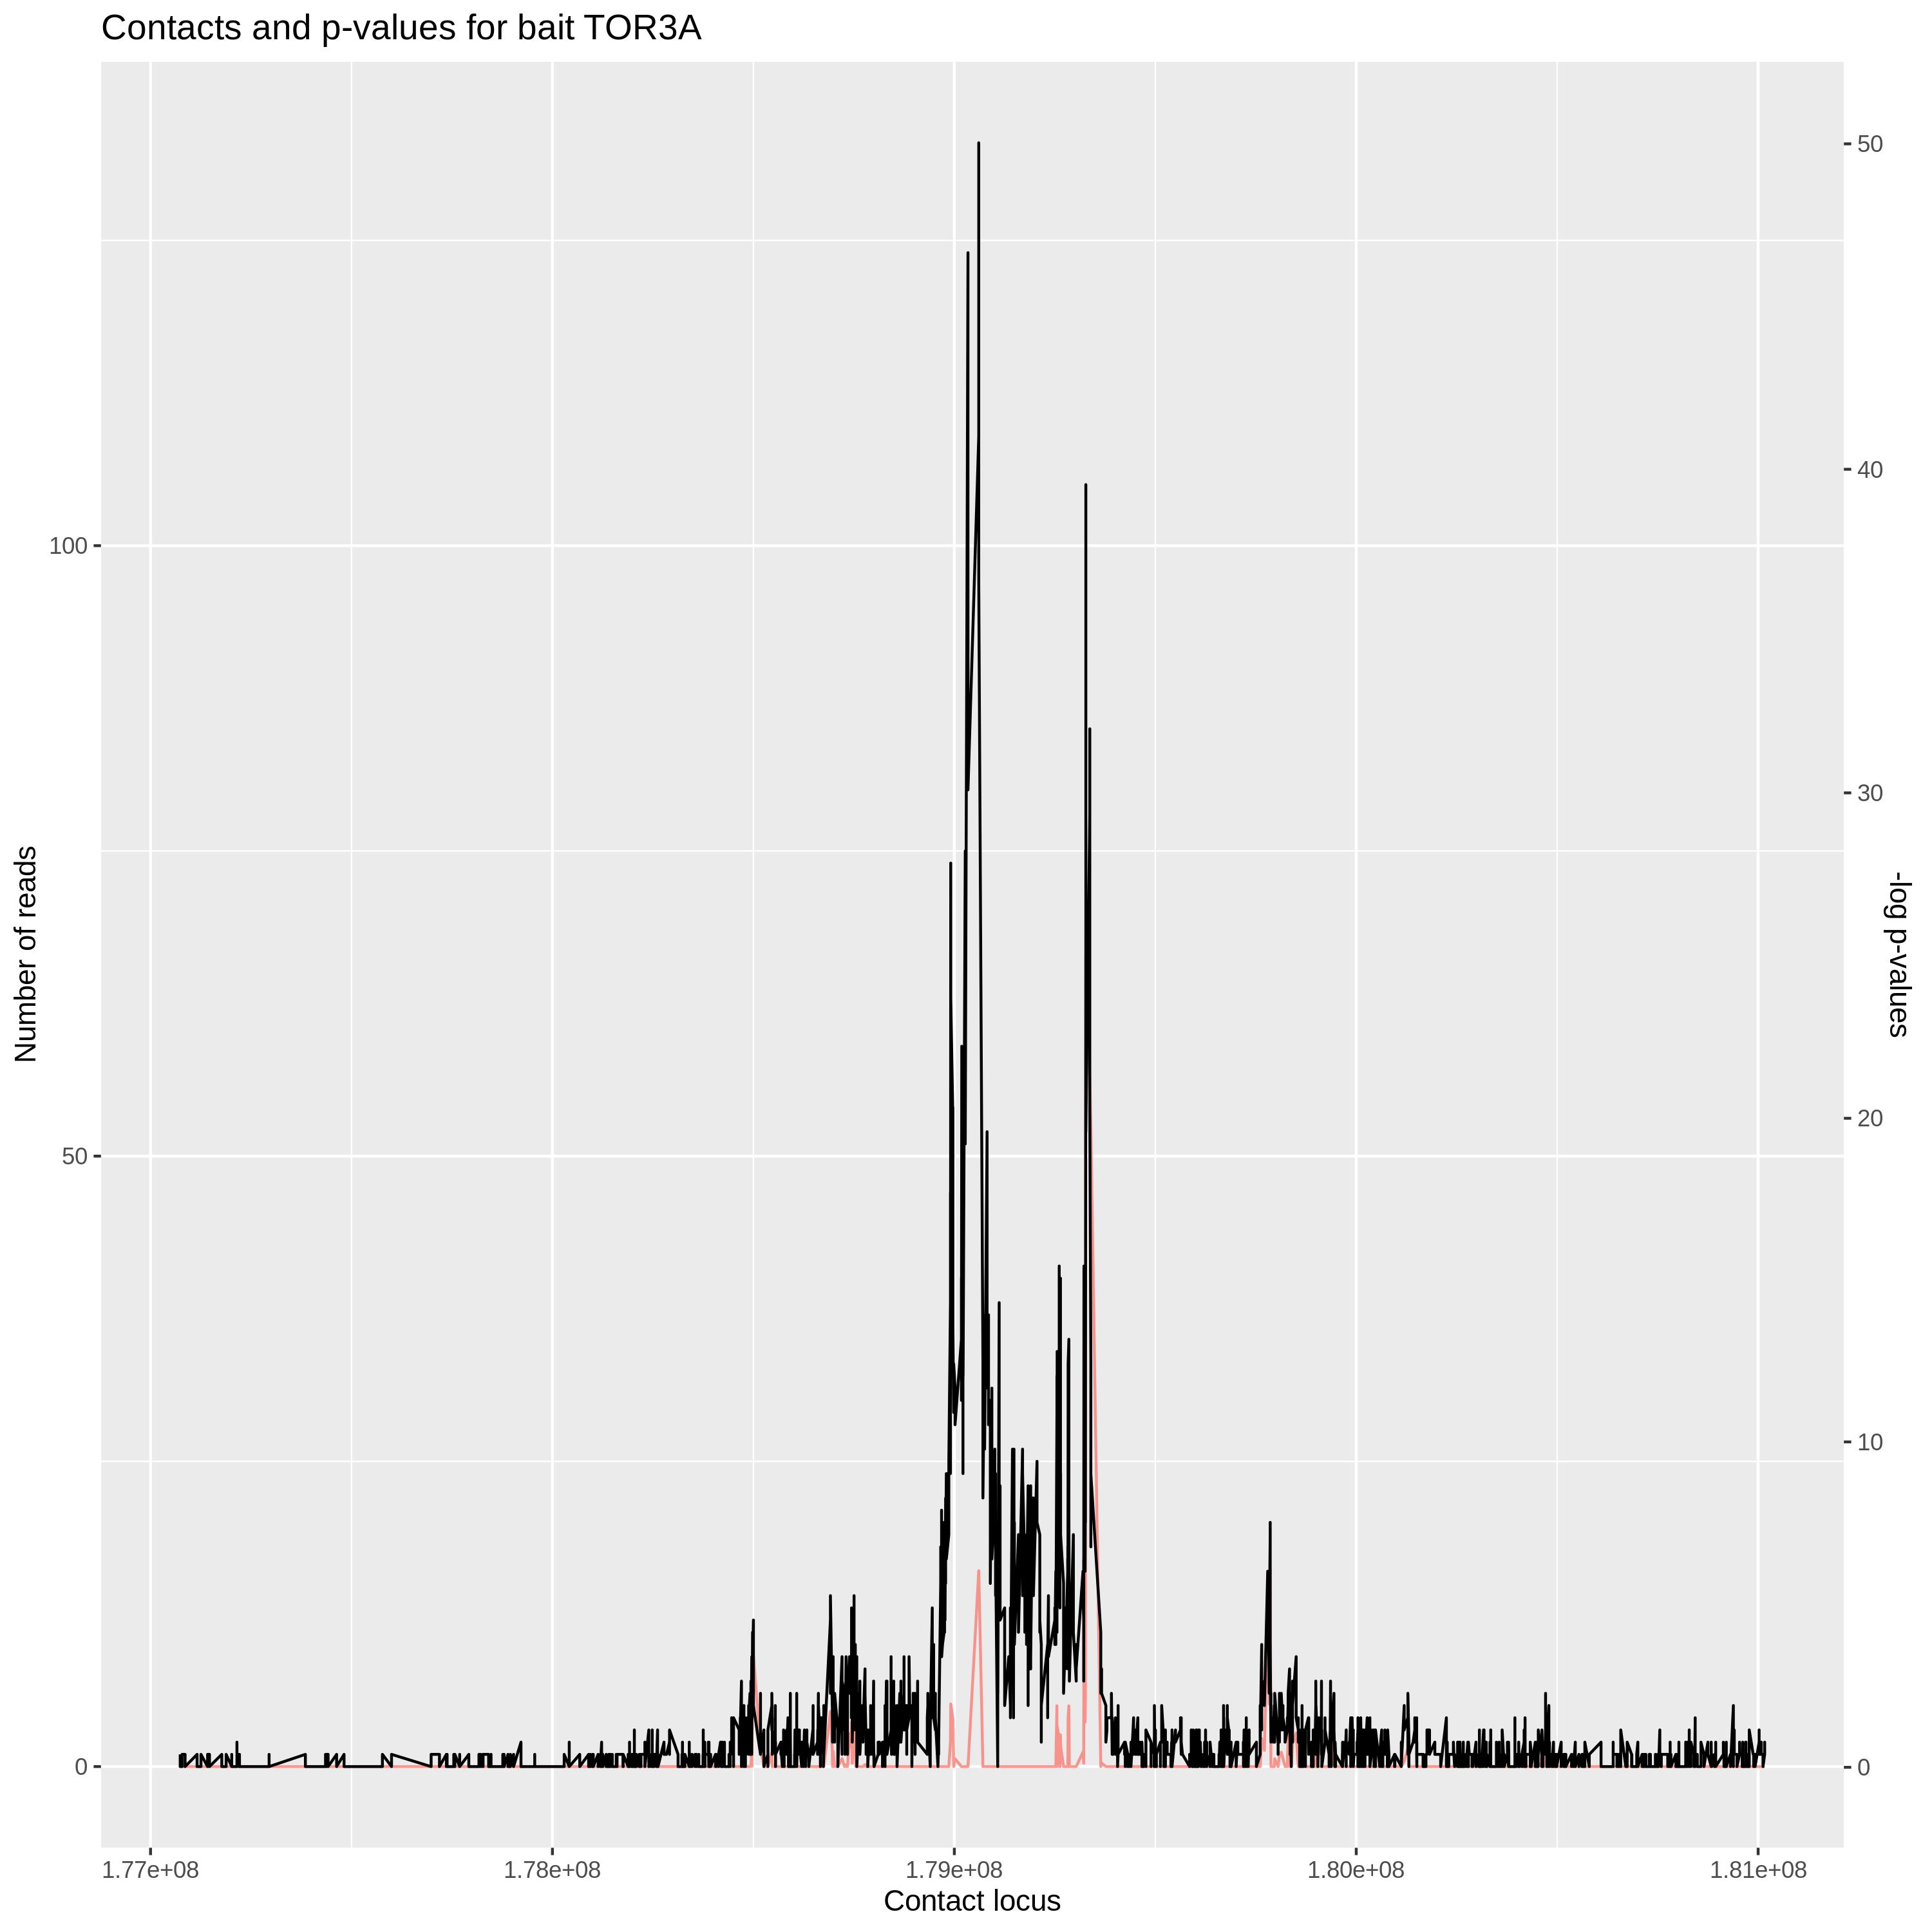 Contacts and p-values for bait TOR3A
Number of reads
100
50
0
50
40
30
20
10
0
-log p-values
1.77e+08 1.78e+08 1.79e+08 1.80e+08 1.81e+08
Contact locus